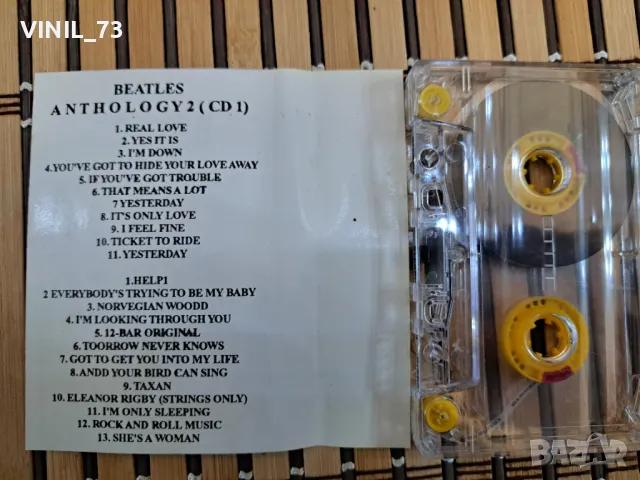 VINIL_73
BEATLES
ANTHOLOGY 2 ( CD 1)
1. REAL LOVE
2. YES IT IS
3. I'M DOWN
4.YOU'VE GOT TO HIDE YOUR LOVE AWAY
5. IF YOU'VE GOT TROUBLE
6. THAT MEANS A LOT
7 YESTERDAY
8. IT'S ONLY LOVE
9. I FEEL FINE
10. TICKET TO RIDE
11. YESTERDAY
1.HELP1
2 EVERYBODY'S TRYING TO BE MY BABY
3. NORVEGIAN WOODD
4. I'M LOOKING THROUGH YOU
5. 12-BAR ORIGINAL
6. TOORROW NEVER KNOWS
7. GOT TO GET YOU INTO MY LIFE
8. ANDD YOUR BIRD CAN SING
9. TAXAN
10. ELEANOR RIGBY (STRINGS ONLY)
11. I'M ONLY SLEEPING
12. ROCK AND ROLL MUSIC
13. SHE'S A WOMAN
BAZAR